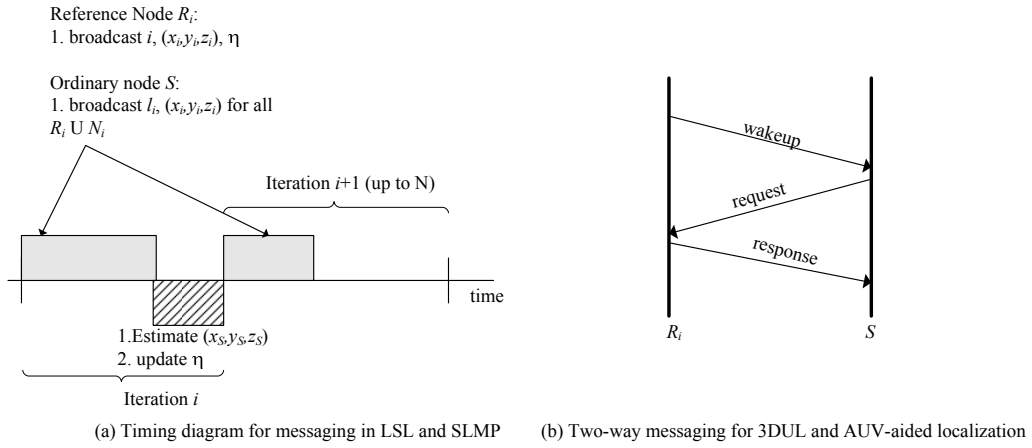 Reference Node Ri:
1. broadcast i, (xi,yi,zi), η
Ordinary node S:
1. broadcast li, (xi,yi,zi) for all
Ri U Ni
Iteration i+1 (up to N)
time
1.Estimate (xS,yS,zS)
2. update η
Iteration i
(a) Timing diagram for messaging in LSL and SLMP
wakeup
request
response
Ri
S
(b) Two-way messaging for 3DUL and AUV-aided localization